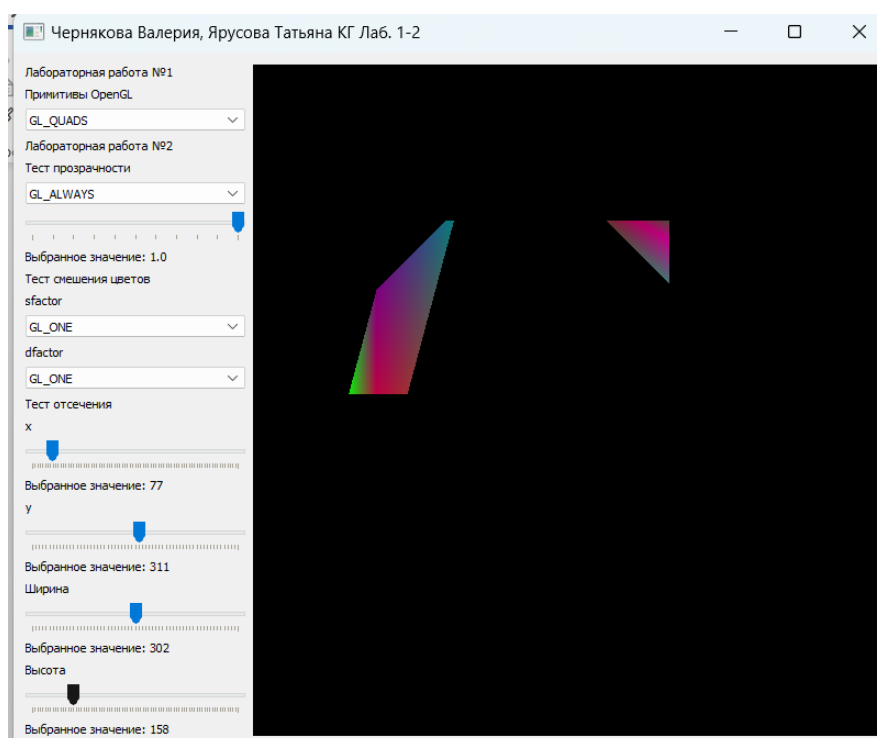 Чернякова Валерия, Ярусова Татьяна КГ Лаб. 1-2
Лабораторная работа №1
Примитивы OpenGL
GL_QUADS
Лабораторная работа №2
Тест прозрачности
GL_ALWAYS
Выбранное значение: 1.0
Тест смешения цветов
sfactor
GL_ONE
dfactor
GL_ONE
Тест отсечения
x
Выбранное значение: 77
y
Выбранное значение: 311
Ширина
Выбранное значение: 302
Высота
Выбранное значение: 158